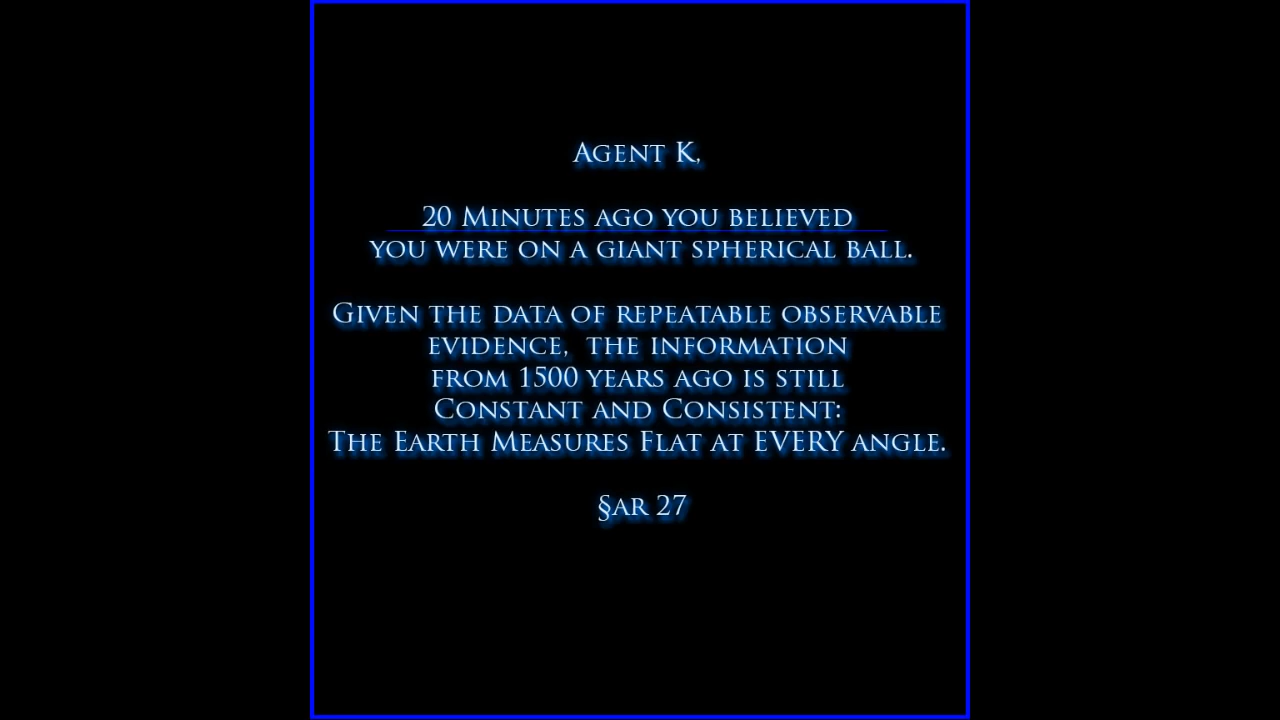 Agent K,
20 Minutes ago you believed
you were on a giant spherical ball.
Given the data of repeatable observable
evidence, the information
from 1500 years ago is still
Constant and Consistent:
The Earth Measures Flat at EVERY angle.
§ar 27